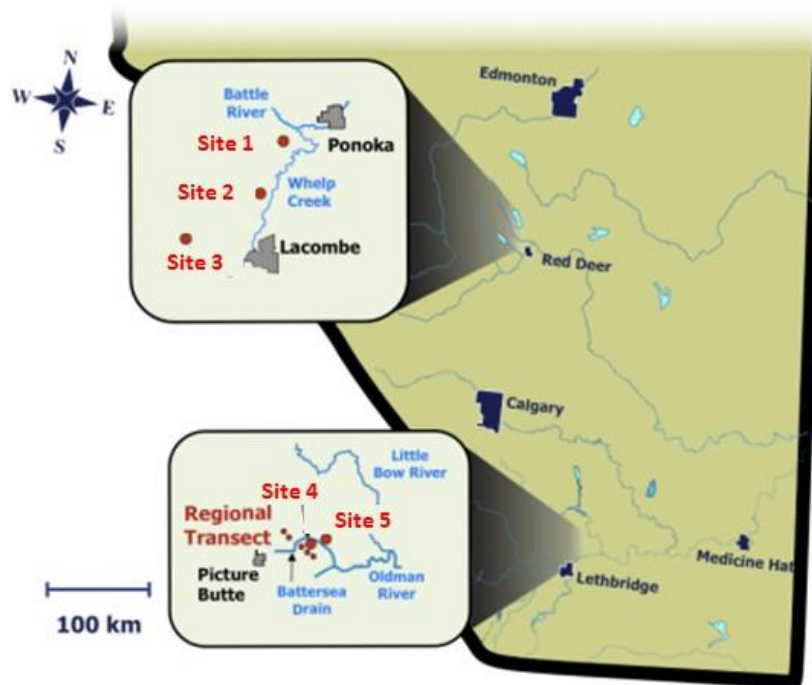 N
W
E
S
Battle
River
Site 1
Ponoka
Site 2
Whelp
Creek
Lacombe
Site 3
Edmonton
Red Deer
Calgary
Little
Bow River
Site 4
Regional
Transect
Site 5
Picture
Butte
Battersea
Drain
Oldman
River
Medicine Hat
Lethbridge
100 km